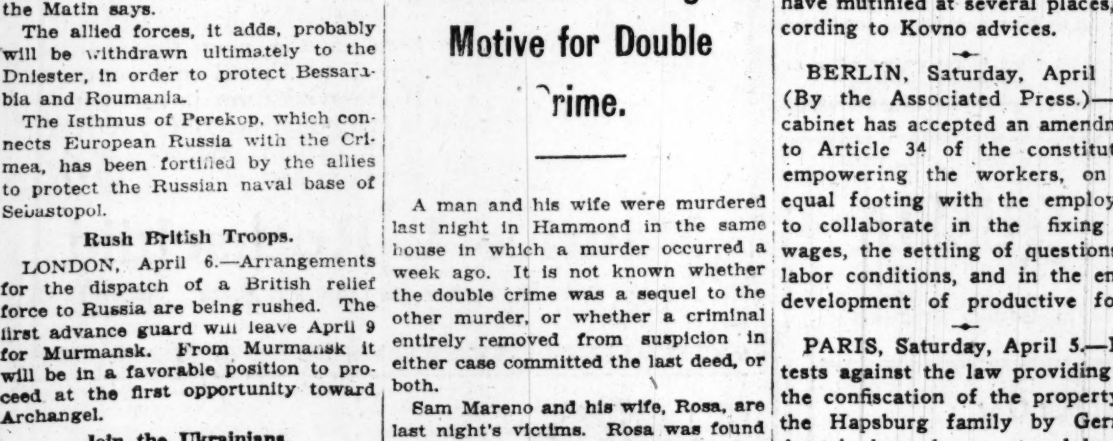 the Matin says.
The allied forces, it adds, probably
will be withdrawn ultimately to the
Dniester, in order to protect Bessara-
bia and Roumania.
The Isthmus of Perekop, which con-
nects European Russia with the Cri-
mea, has been fortified by the allies
to protect the Russian naval base of
Sebastopol.
Rush British Troops.
LONDON, April 6.—Arrangements
for the dispatch of a British relief
force to Russia are being rushed. The
first advance guard will leave April 9
for Murmansk. From Murmansk it
will be in a favorable position to pro-
ceed at the first opportunity toward
Archangel.
Join the Ukrainians
Motive for Double
rime.
A man and his wife were murdered
last night in Hammond in the same
house in which a murder occurred a
week ago. It is not known whether
the double crime was a sequel to the
other murder, or whether a criminal
entirely removed from suspicion in
either case committed the last deed, or
both.
Sam Mareno and his wife, Rosa, are
last night's victims. Rosa was found
have mutinied at several places,
cording to Kovno advices.
BERLIN, Saturday, April
(By the Associated Press.)—
cabinet has accepted an amendm
to Article 34 of the constitut
empowering the workers, on
equal footing with the employ
to collaborate in the fixing
wages, the settling of questions
labor conditions, and in the en
development of productive fo
PARIS, Saturday, April 5.—
tests against the law providing
the confiscation of the property
the Hapsburg family by Ger